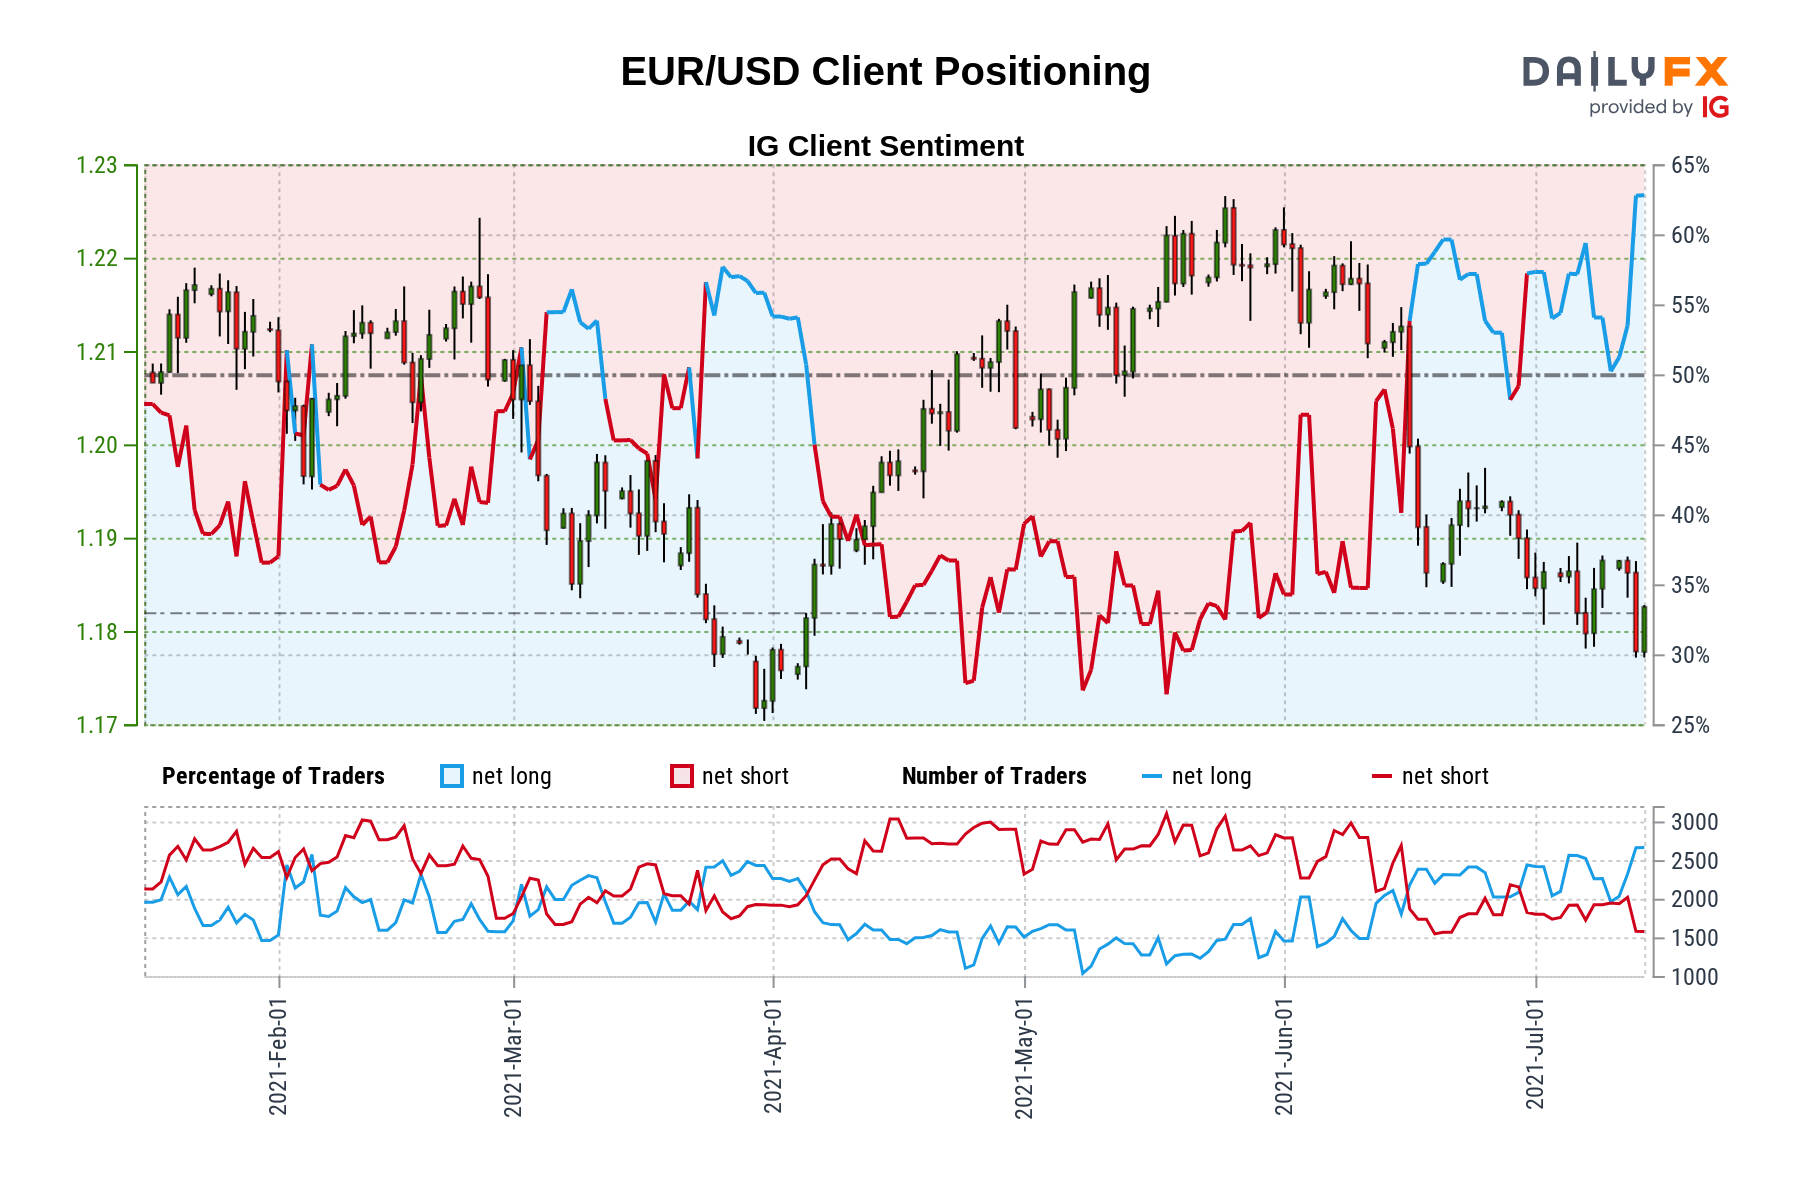 EUR/USD Client Positioning
DAILYFX
provided by IG
IG Client Sentiment
1.23
1.22
1.21
1.20
1.19
1.18
1.17
65%
60%
55%
50%
45%
40%
35%
30%
25%
Percentage of Traders net long net short Number of Traders net long net short
3000
2500
2000
1500
1000
2021-Feb-01
2021-Mar-01
2021-Apr-01
2021-May-01
2021-Jun-01
2021-Jul-01